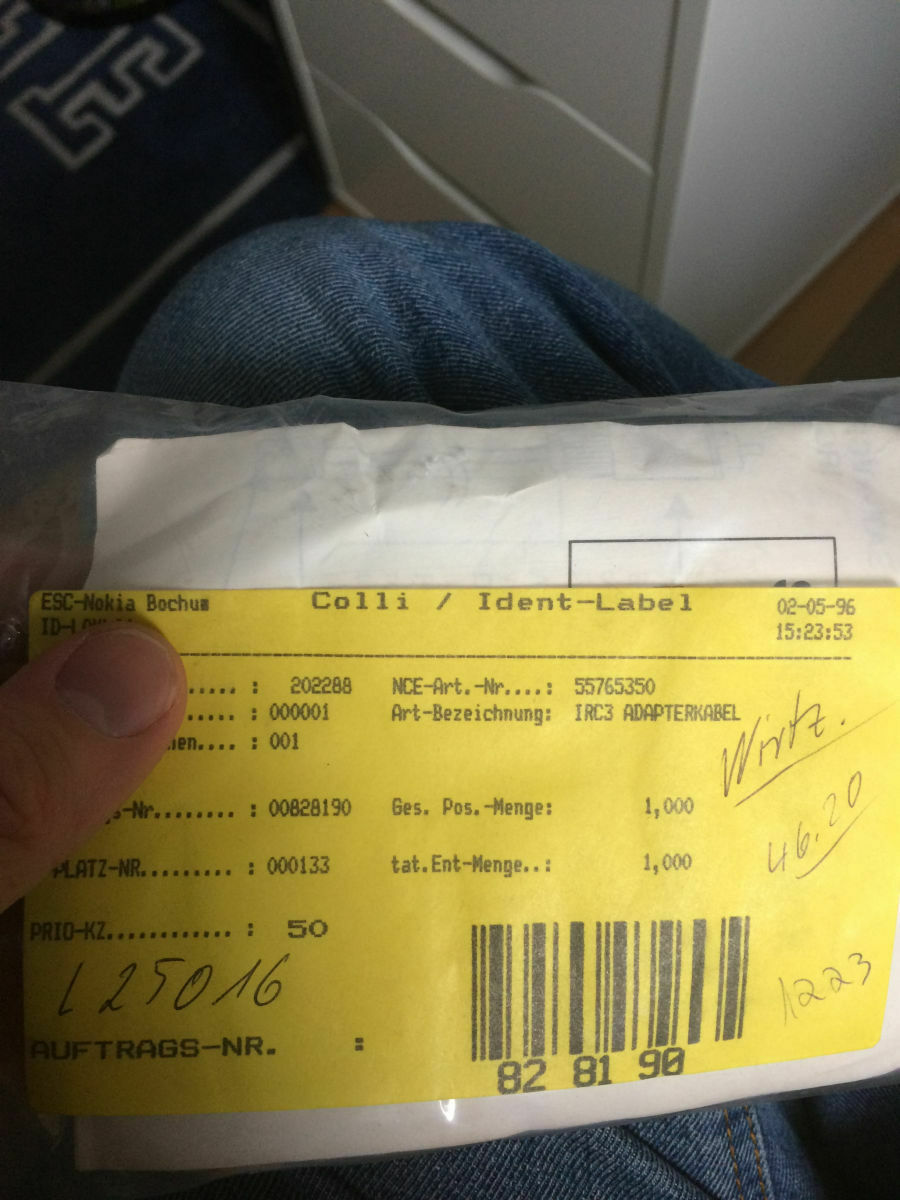 ESC-Nokia Bochum Colli / Ident-Label 02-05-96
15:23:53
..... : 202288 NCE-Art.-Nr....: 55765350
..... : 000001 Art-Bezeichnung: IRC3 ADAPTERKABEL
.... : 001
Wirtz.
-Nr........ : 00828190 Ges. Pos.-Menge: 1,000
46.20
PLATZ-NR......... : 000133 tat.Ent-Menge..: 1,000
PRIO-KZ............ : 50
L 25016
1223
AUFTRAGS-NR. :
82 81 90